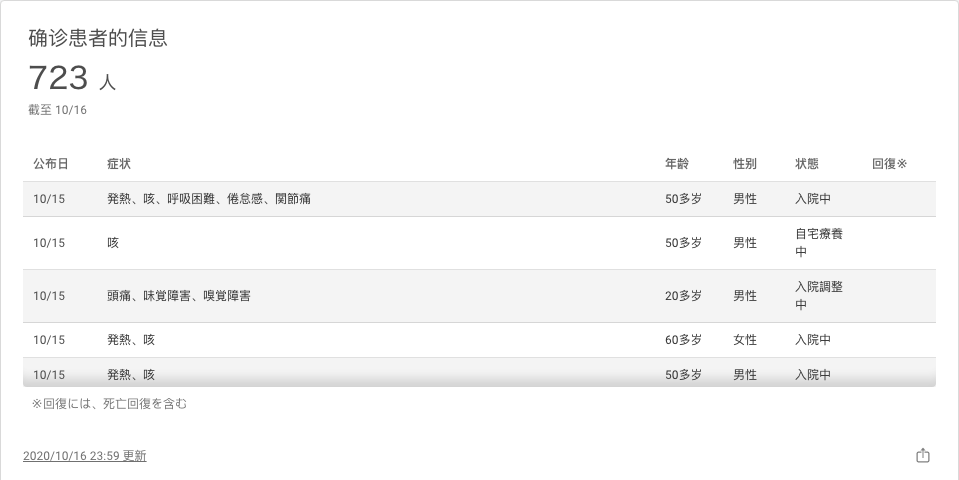 确诊患者的信息
723 人
截至 10/16
公布日 症状 年龄 性别 状態 回復※
10/15 発熱、咳、呼吸困難、倦怠感、関節痛 50多岁 男性 入院中
10/15 咳 50多岁 男性 自宅療養
中
10/15 頭痛、味覚障害、嗅覚障害 20多岁 男性 入院調整
中
10/15 発熱、咳 60多岁 女性 入院中
10/15 発熱、咳 50多岁 男性 入院中
※回復には、死亡回復を含む
2020/10/16 23:59 更新